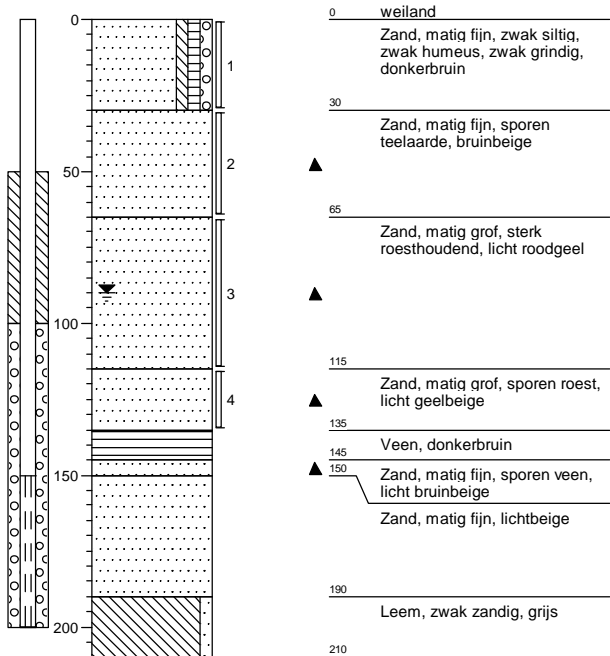 0
50
100
150
200
1
2
3
4
0 weiland
Zand, matig fijn, zwak siltig,
zwak humeus, zwak grindig,
donkerbruin
30
Zand, matig fijn, sporen
teelaarde, bruinbeige
65
Zand, matig grof, sterk
roesthoudend, licht roodgeel
115
Zand, matig grof, sporen roest,
licht geelbeige
135
Veen, donkerbruin
145
150
Zand, matig fijn, sporen veen,
licht bruinbeige
Zand, matig fijn, lichtbeige
190
Leem, zwak zandig, grijs
210